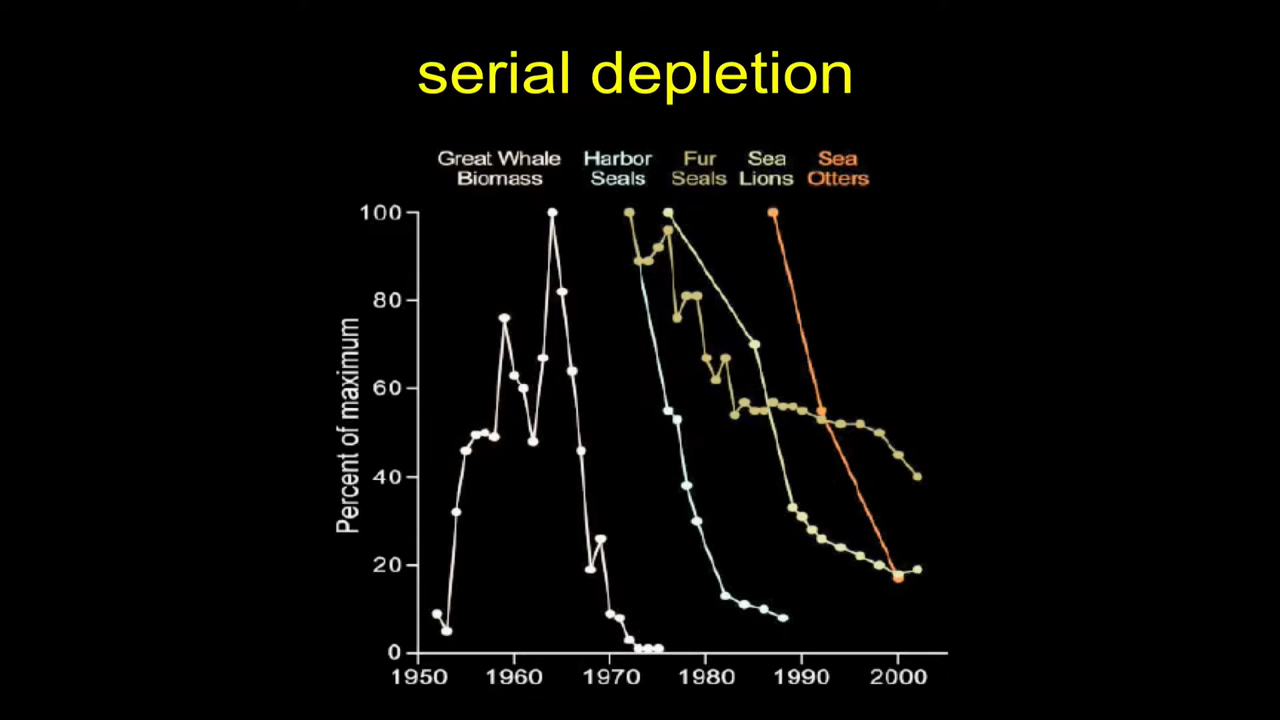 serial depletion
Great Whale Biomass
Harbor Seals
Fur Seals
Sea Lions
Sea Otters
Percent of maximum
100
80
60
40
20
0
1950 1960 1970 1980 1990 2000